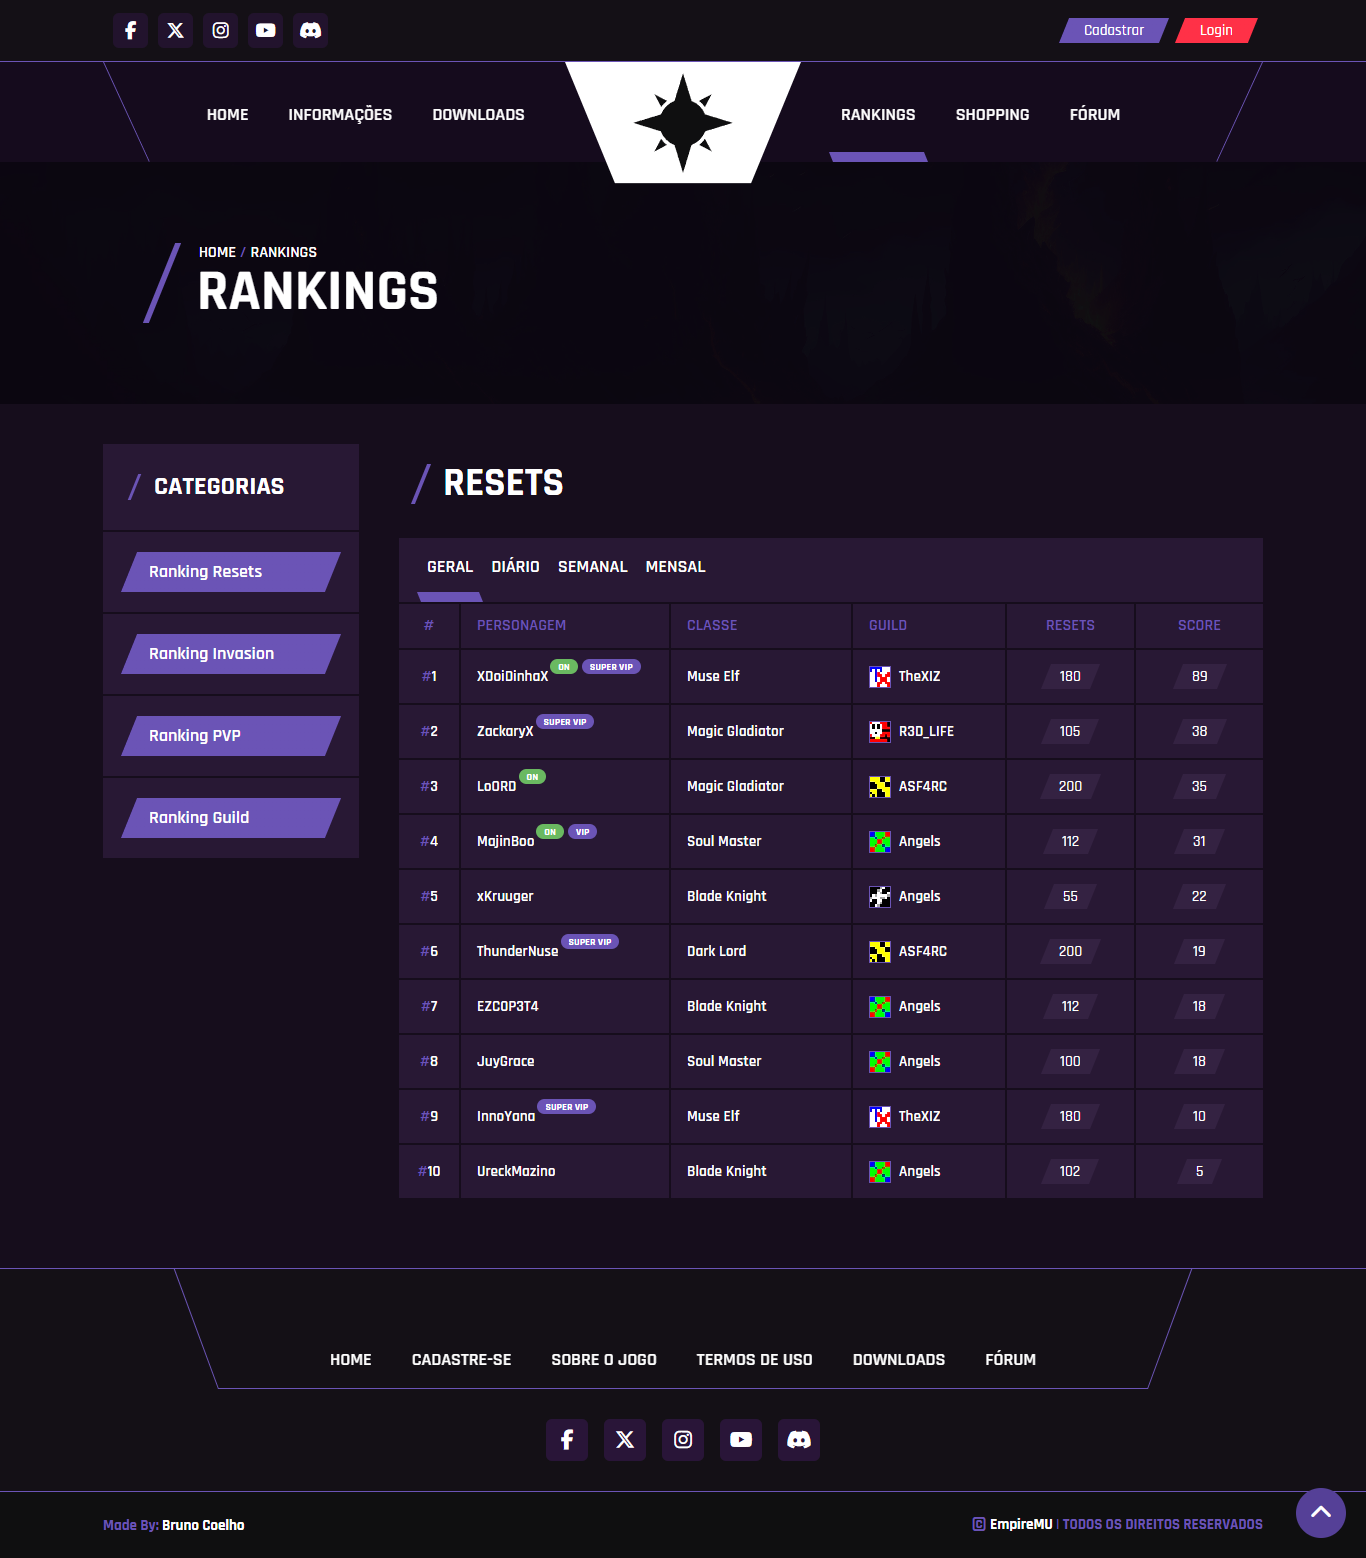 Cadastrar Login
HOME INFORMAÇÕES DOWNLOADS RANKINGS SHOPPING FÓRUM
HOME / RANKINGS
RANKINGS
CATEGORIAS
Ranking Resets
Ranking Invasion
Ranking PVP
Ranking Guild
RESETS
GERAL DIÁRIO SEMANAL MENSAL
# PERSONAGEM CLASSE GUILD RESETS SCORE
#1 XDoiDinhaX ON SUPER VIP Muse Elf TheXIZ 180 89
#2 ZackaryX SUPER VIP Magic Gladiator R3D_LIFE 105 38
#3 LoORD ON Magic Gladiator ASF4RC 200 35
#4 MajinBoo ON VIP Soul Master Angels 112 31
#5 xKruuger Blade Knight Angels 55 22
#6 ThunderNuse SUPER VIP Dark Lord ASF4RC 200 19
#7 EZCOP3T4 Blade Knight Angels 112 18
#8 JuyGrace Soul Master Angels 100 18
#9 InnoYana SUPER VIP Muse Elf TheXIZ 180 10
#10 UreckMazino Blade Knight Angels 102 5
HOME CADASTRE-SE SOBRE O JOGO TERMOS DE USO DOWNLOADS FÓRUM
Made By: Bruno Coelho
© EmpireMU | TODOS OS DIREITOS RESERVADOS